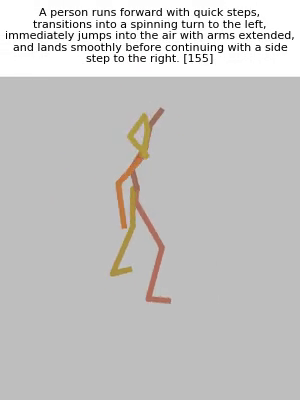 A person runs forward with quick steps,
transitions into a spinning turn to the left,
immediately jumps into the air with arms extended,
and lands smoothly before continuing with a side
step to the right. [155]